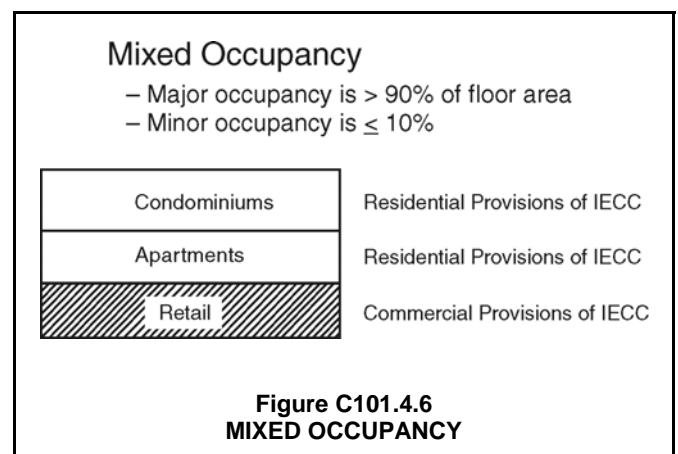 Mixed Occupancy
– Major occupancy is > 90% of floor area
– Minor occupancy is ≤ 10%
Condominiums Residential Provisions of IECC
Apartments Residential Provisions of IECC
Retail Commercial Provisions of IECC
Figure C101.4.6
MIXED OCCUPANCY